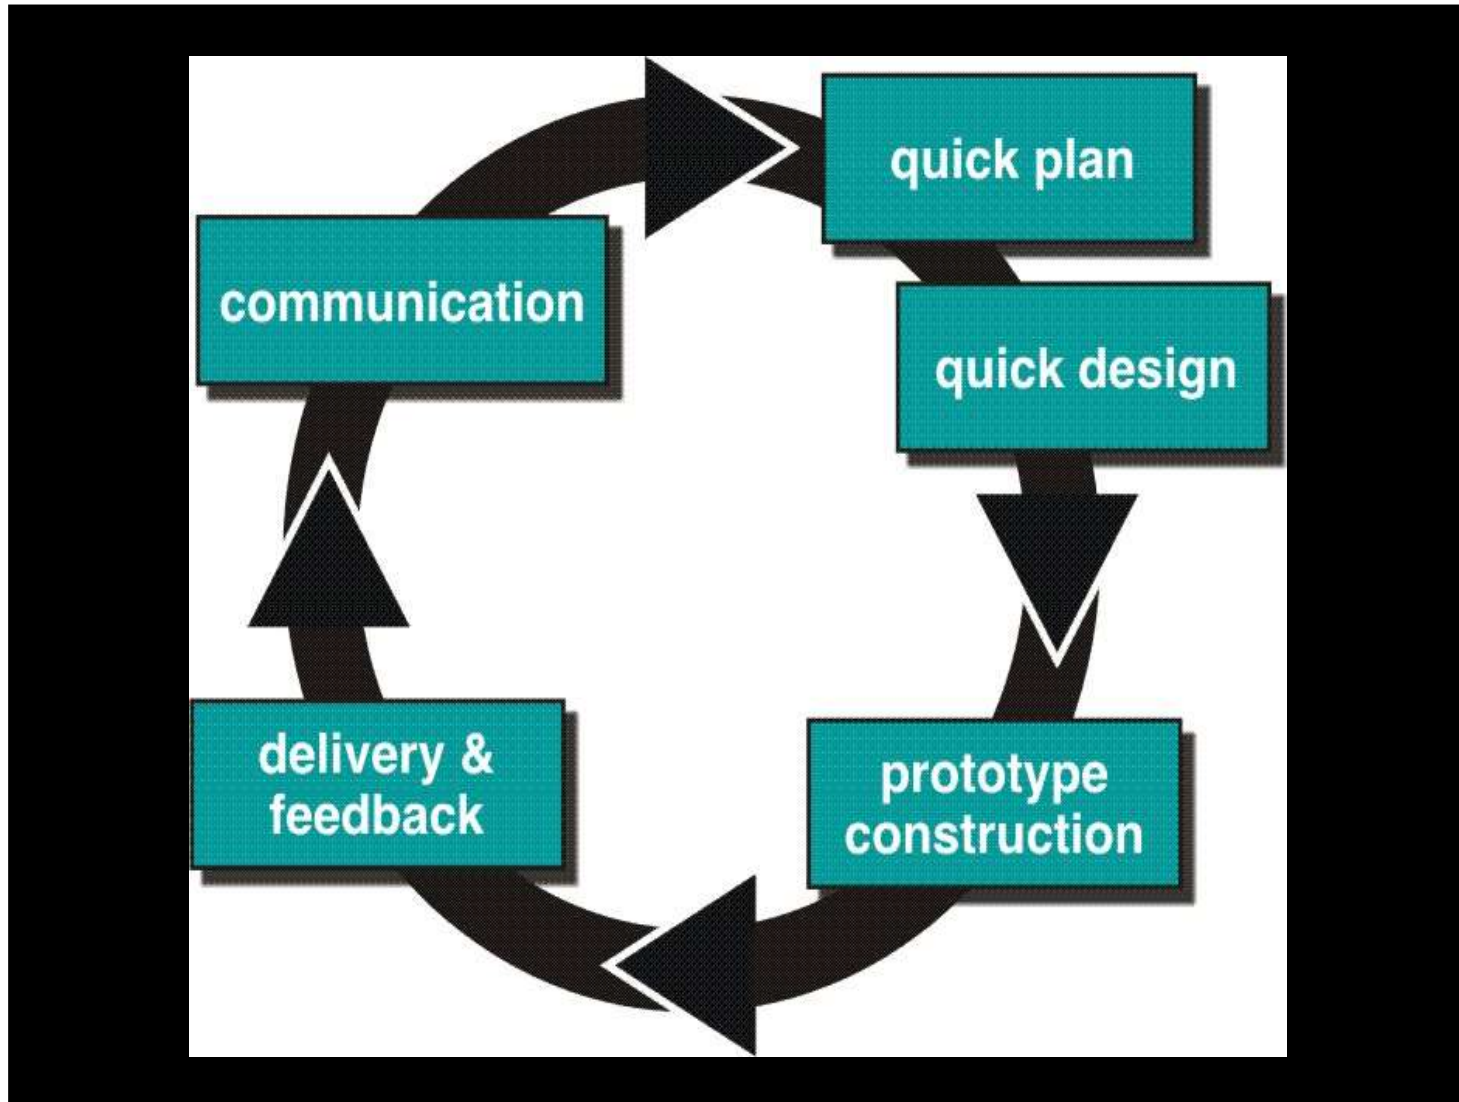 quick plan
communication
quick design
delivery &
feedback
prototype
construction